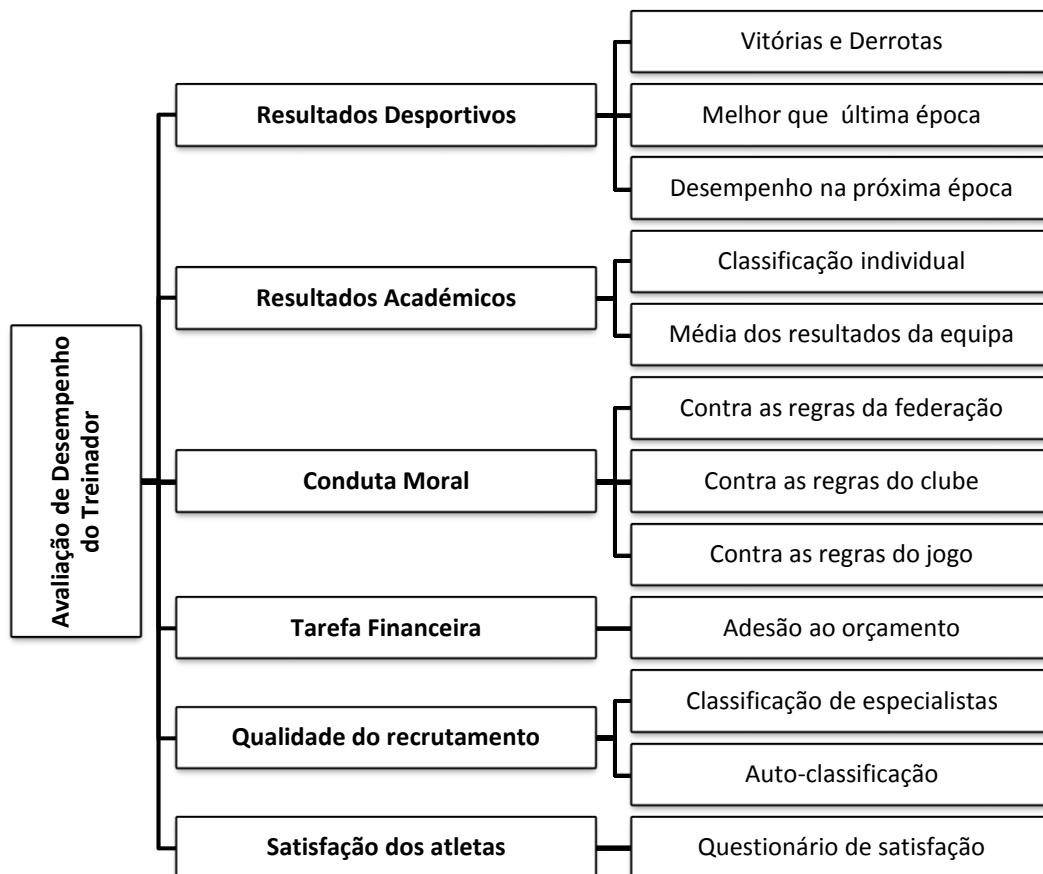 Avaliação de Desempenho
do Treinador
Resultados Desportivos
Vitórias e Derrotas
Melhor que última época
Desempenho na próxima época
Resultados Académicos
Classificação individual
Média dos resultados da equipa
Conduta Moral
Contra as regras da federação
Contra as regras do clube
Contra as regras do jogo
Tarefa Financeira
Adesão ao orçamento
Qualidade do recrutamento
Classificação de especialistas
Auto-classificação
Satisfação dos atletas
Questionário de satisfação